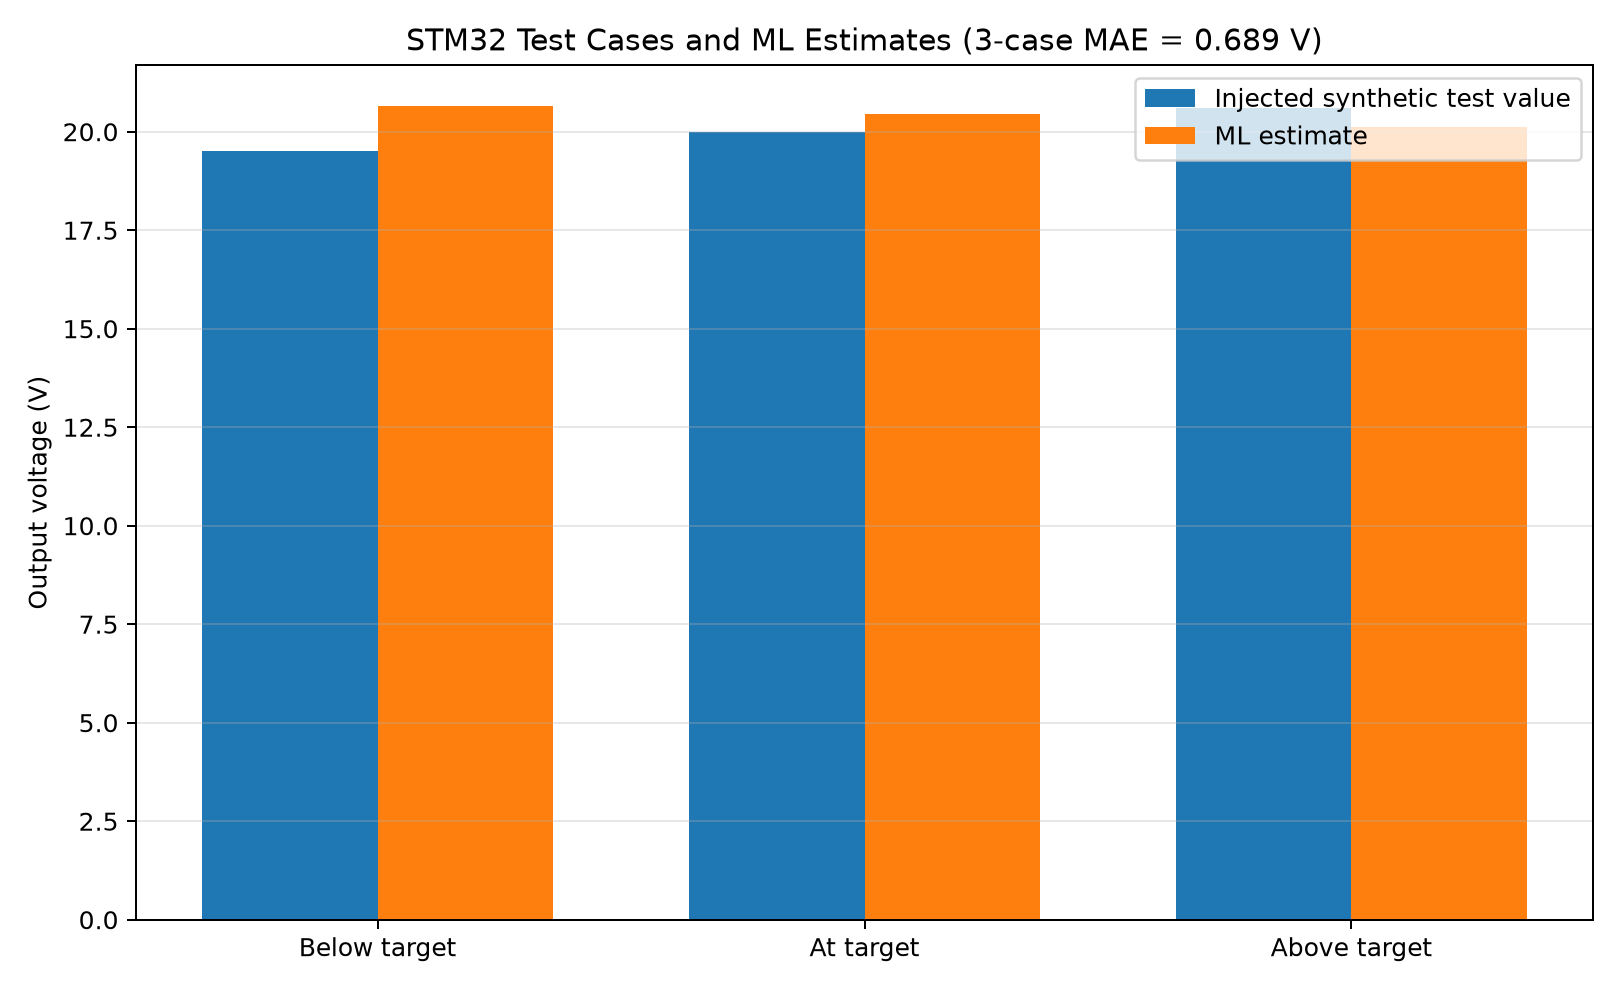 STM32 Test Cases and ML Estimates (3-case MAE = 0.689 V)
Injected synthetic test value
ML estimate
Output voltage (V)
20.0
17.5
15.0
12.5
10.0
7.5
5.0
2.5
0.0
Below target
At target
Above target